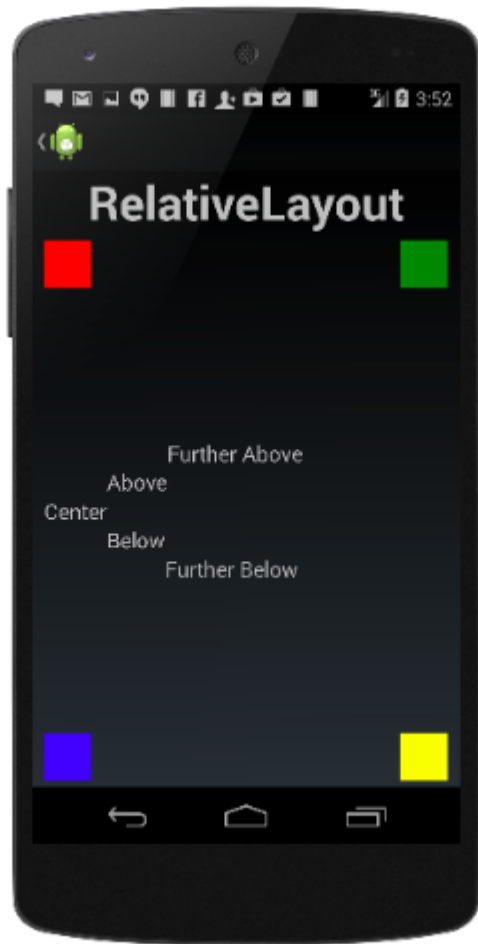 3:52
RelativeLayout
Further Above
Above
Center
Below
Further Below